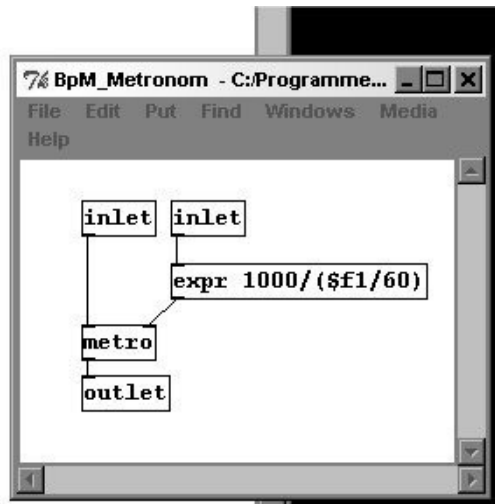 BpM_Metronom - C:/Programme...
File Edit Put Find Windows Media
Help
inlet inlet
expr 1000/($f1/60)
metro
outlet